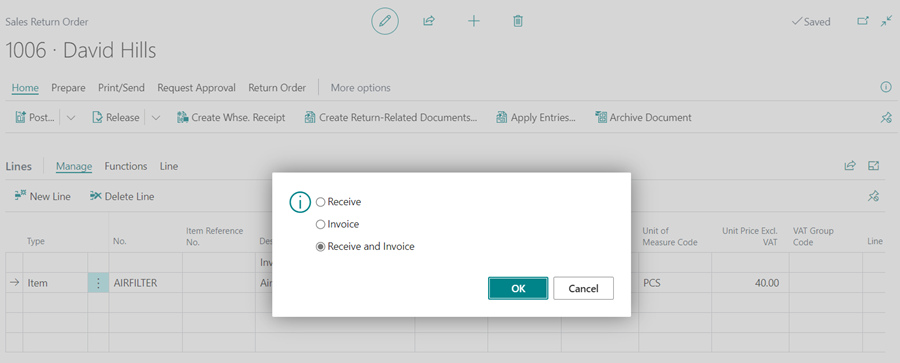 Sales Return Order
Saved
1006 · David Hills
Home Prepare Print/Send Request Approval Return Order More options
Post... Release Create Whse. Receipt Create Return-Related Documents... Apply Entries... Archive Document
Lines Manage Functions Line
New Line Delete Line
Receive
Invoice
Receive and Invoice
OK Cancel
Type No. Item Reference No. Des Unit of Measure Code Unit Price Excl. VAT VAT Group Code Line
Inv
Item AIRFILTER Air PCS 40.00